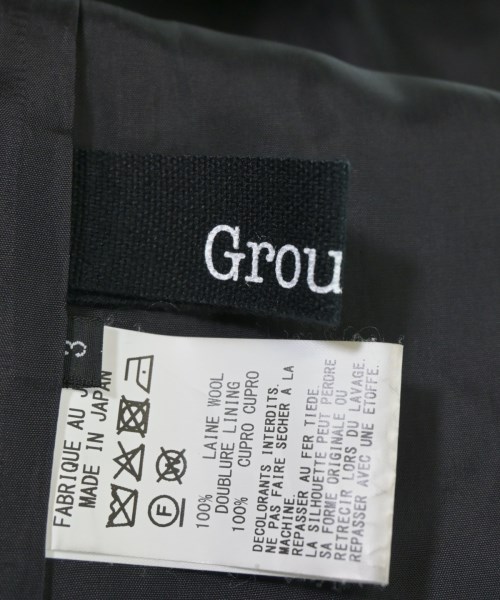 Grou
3
FABRIQUE AU J
MADE IN JAPAN
100% LAINE WOOL
DOUBLURE LINING
100% CUPRO CUPRO
DECOLORANTS INTERDITS.
NE PAS FAIRE SECHER A LA
MACHINE.
REPASSER AU FER TIEDE.
LA SILHOUETTE PEUT PERDRE
SA FORME ORIGINALE OU
RETRECIR LORS DU LAVAGE.
REPASSER AVEC UNE ETOFFE.